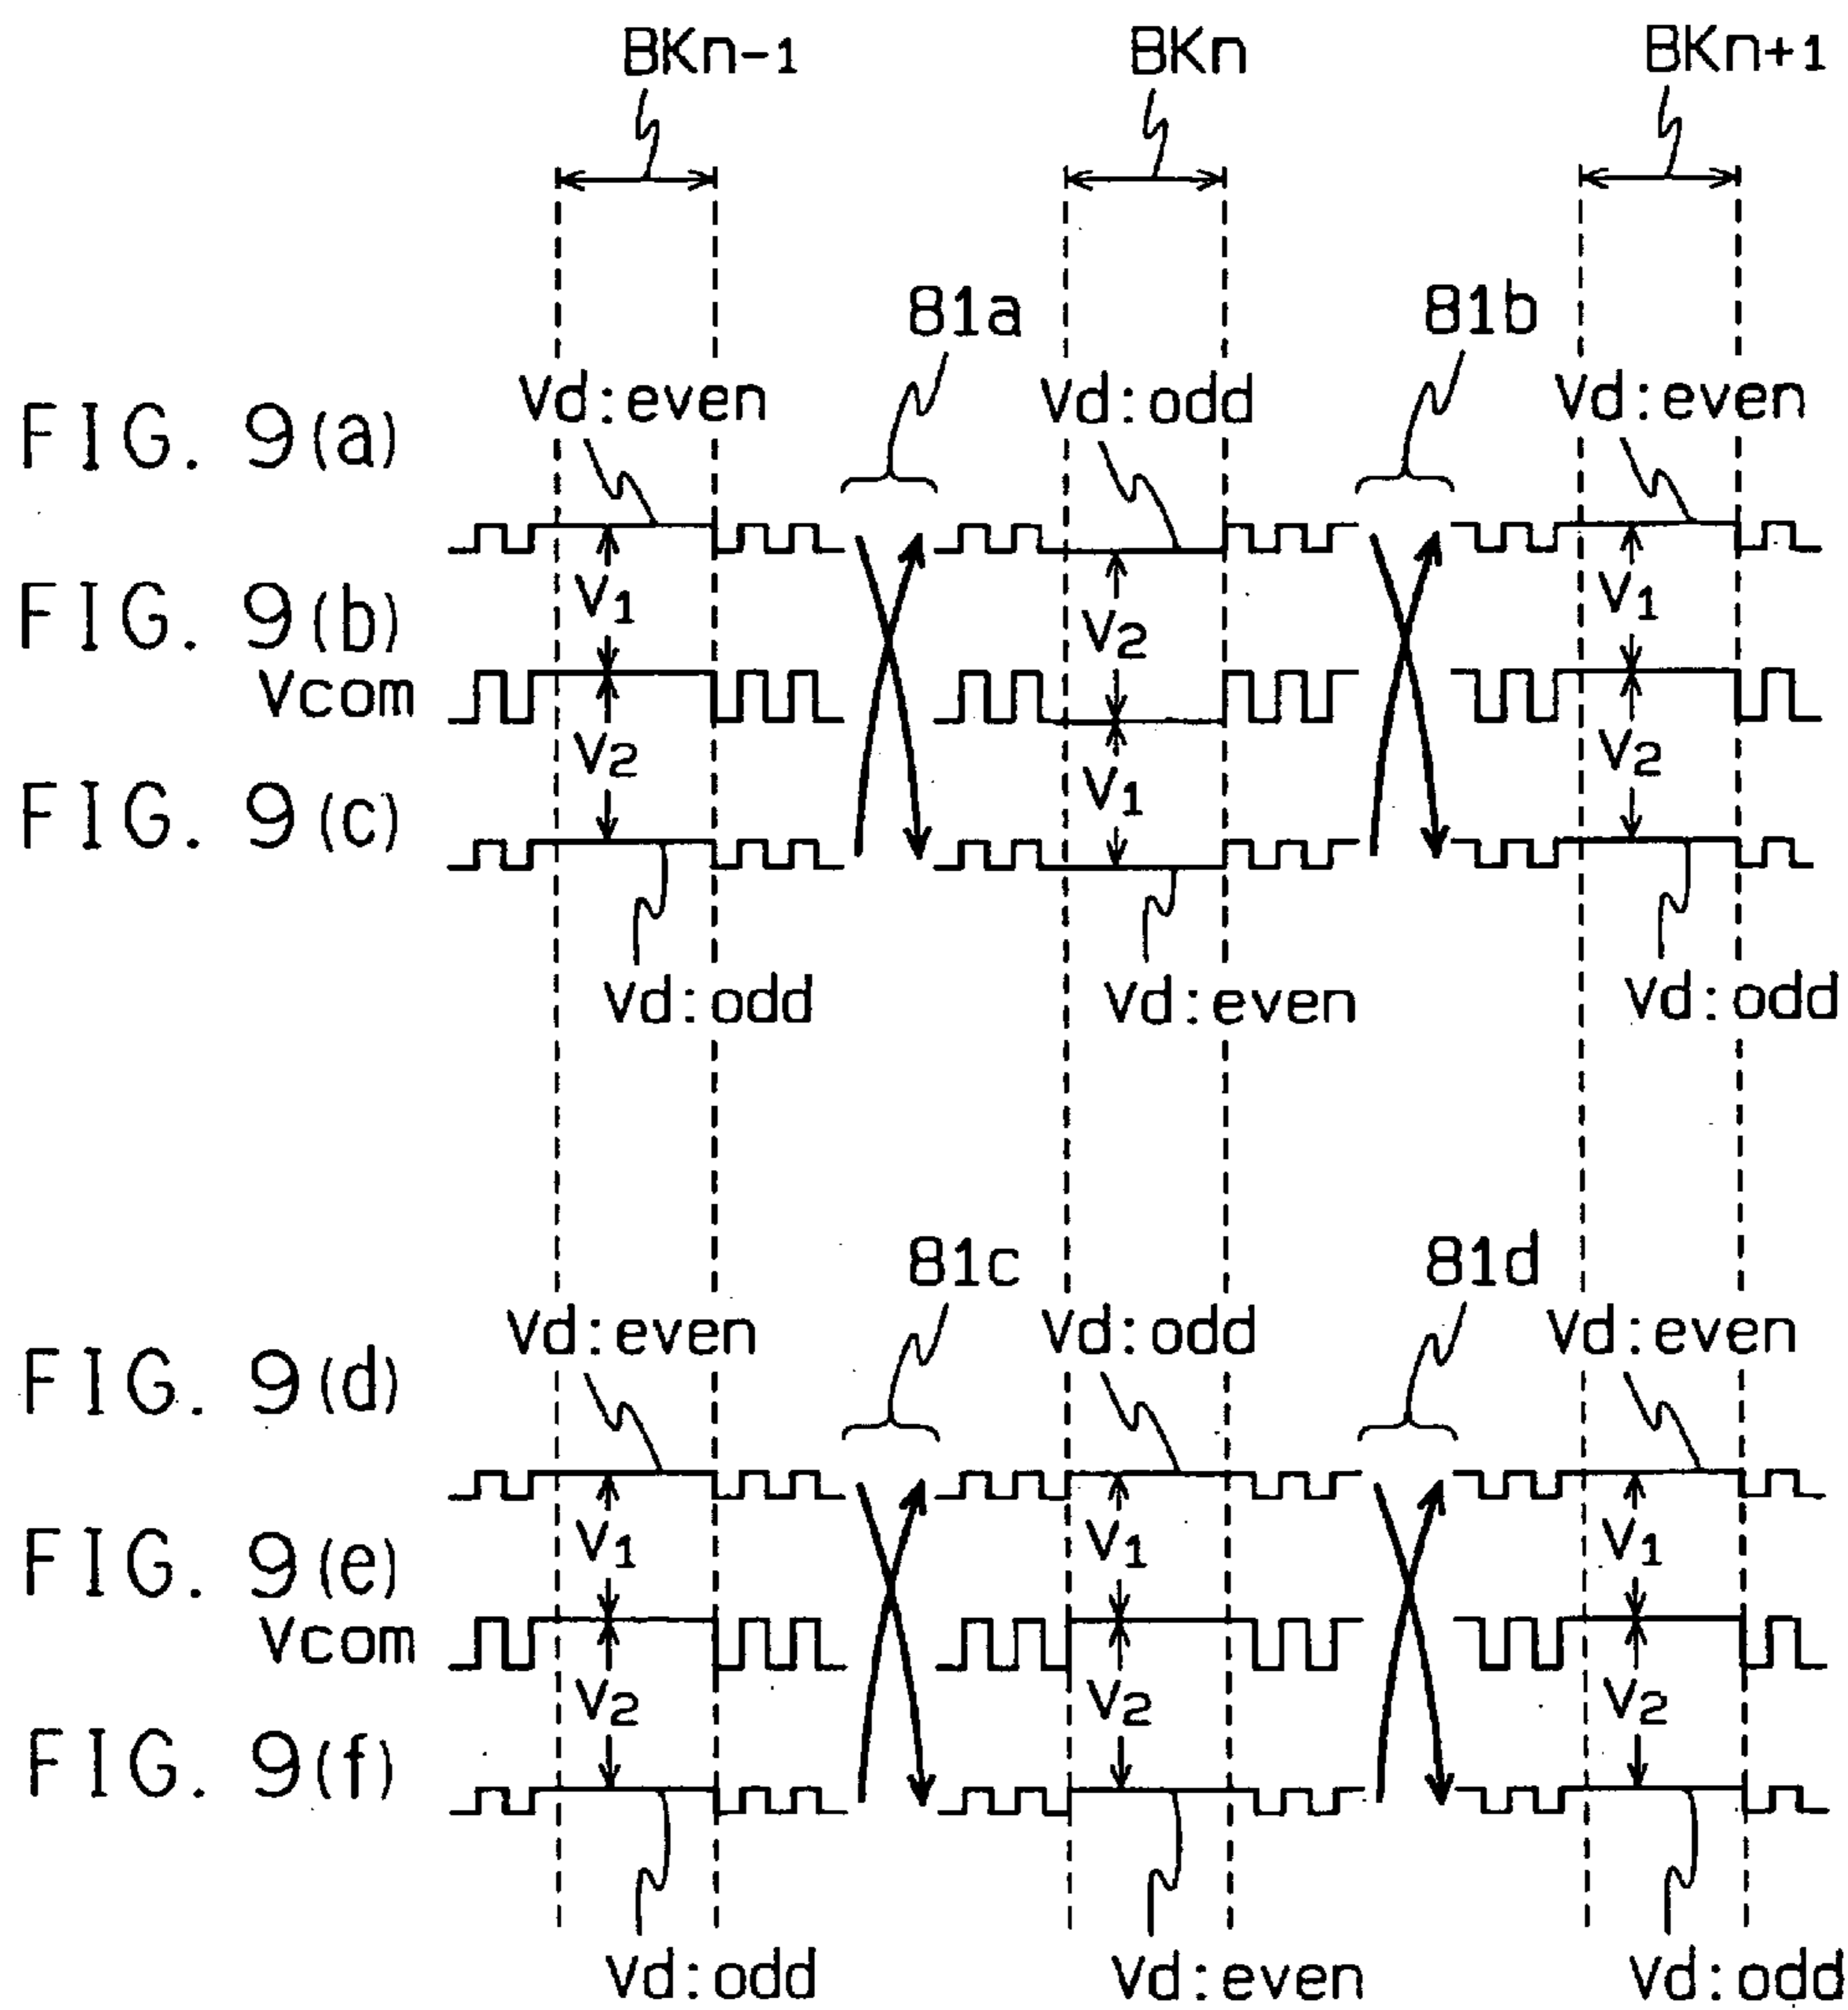 BKn-1 BKn BKn+1
81a 81b
FIG. 9(a) Vd:even Vd:odd Vd:even
FIG. 9(b) V1 V2 V1
Vcom
V2 V1 V2
FIG. 9(c)
Vd:odd Vd:even Vd:odd
81c 81d
Vd:even Vd:odd Vd:even
FIG. 9(d)
FIG. 9(e) V1 V1 V1
Vcom
V2 V2 V2
FIG. 9(f)
Vd:odd Vd:even Vd:odd